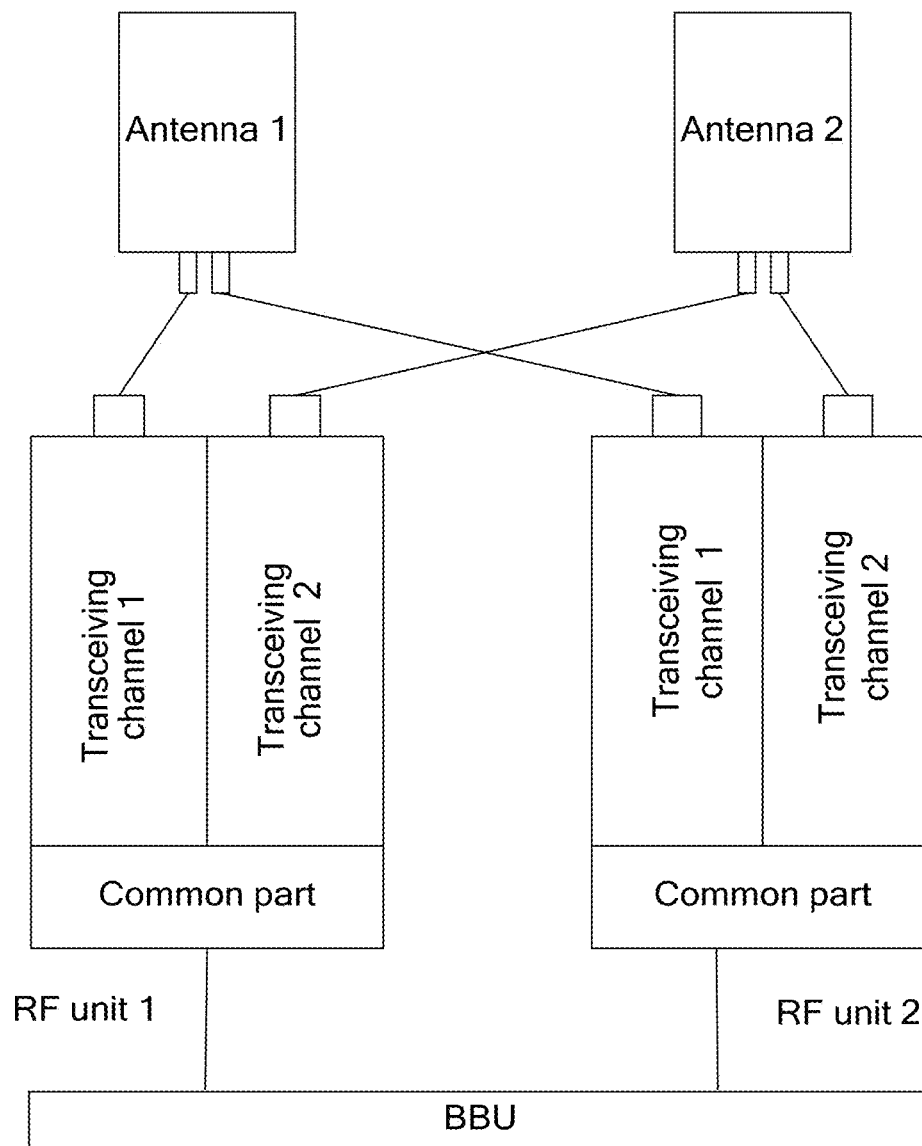 Antenna 1
Antenna 2
Transceiving
channel 1
Transceiving
channel 2
Transceiving
channel 1
Transceiving
channel 2
Common part
Common part
RF unit 1
RF unit 2
BBU